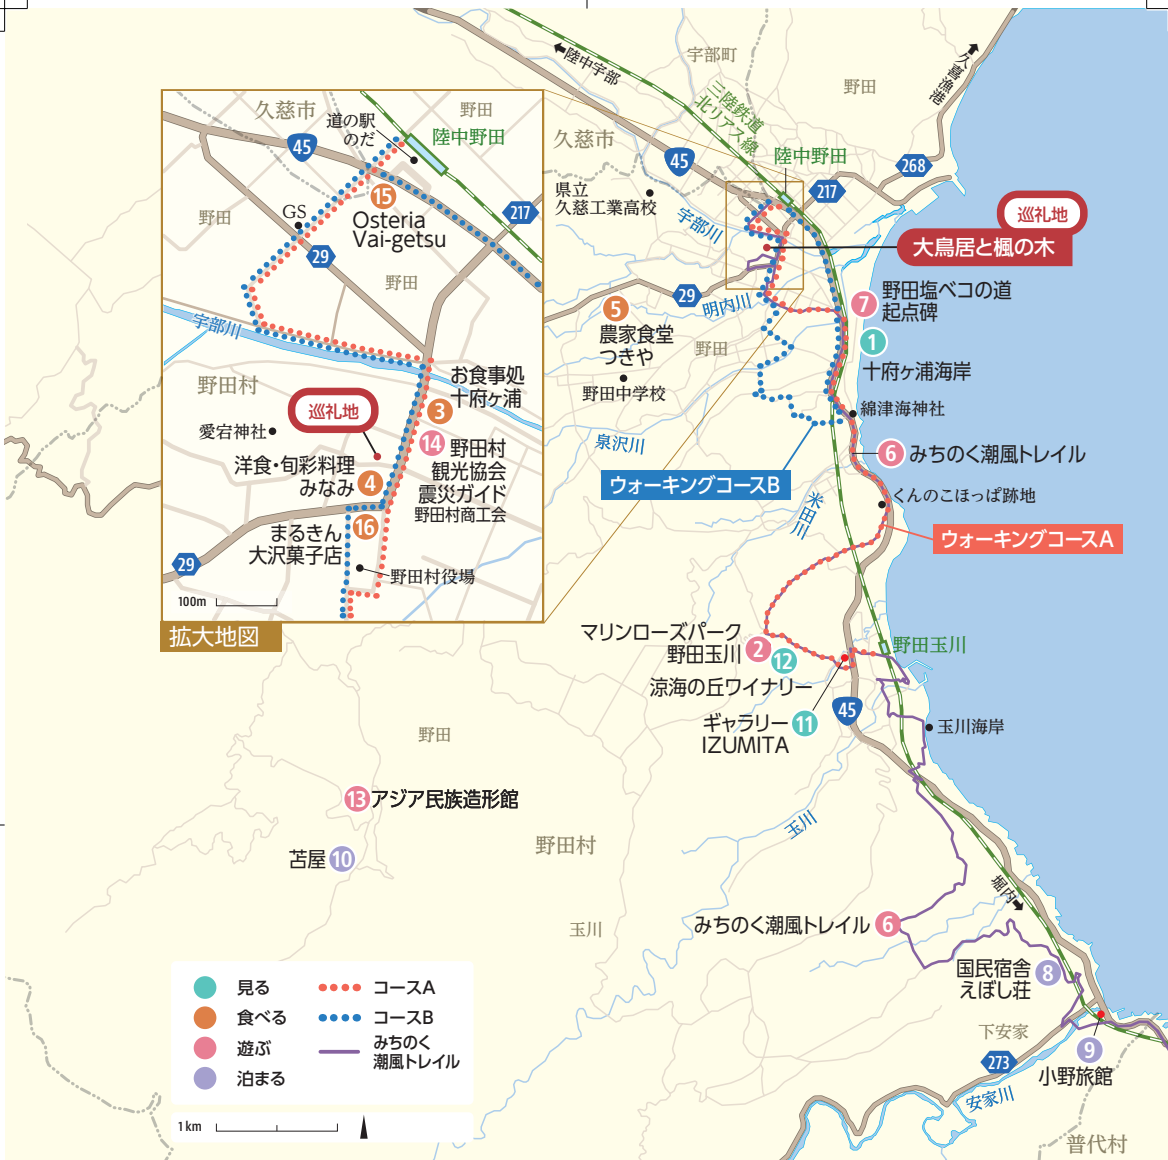 陸中宇部
宇部町
野田
久喜漁港
三陸鉄道
北リアス線
久慈市
45
陸中野田
217
268
県立
久慈工業高校
宇部川
巡礼地
大鳥居と楓の木
29
明内川
5
農家食堂
つきや
野田
野田中学校
7
野田塩ベコの道
起点碑
1
十府ヶ浦海岸
綿津海神社
泉沢川
6
みちのく潮風トレイル
ウォーキングコースB
米田川
くんのこほっぱ跡地
ウォーキングコースA
マリンローズパーク
野田玉川
2
12
涼海の丘ワイナリー
野田玉川
ギャラリー
IZUMITA
11
45
玉川海岸
野田
13
アジア民族造形館
苫屋
10
野田村
玉川
玉川
堀内
みちのく潮風トレイル
6
国民宿舎
えぼし荘
8
下安家
273
9
小野旅館
安家川
普代村
久慈市
道の駅
のだ
野田
陸中野田
45
15
Osteria
Vai-getsu
217
野田
GS
29
野田
宇部川
野田村
お食事処
十府ヶ浦
3
巡礼地
愛宕神社
14
野田村
観光協会
震災ガイド
野田村商工会
洋食・旬彩料理
みなみ
4
16
まるきん
大沢菓子店
野田村役場
29
100m
拡大地図
見る
食べる
遊ぶ
泊まる
コースA
コースB
みちのく
潮風トレイル
1km